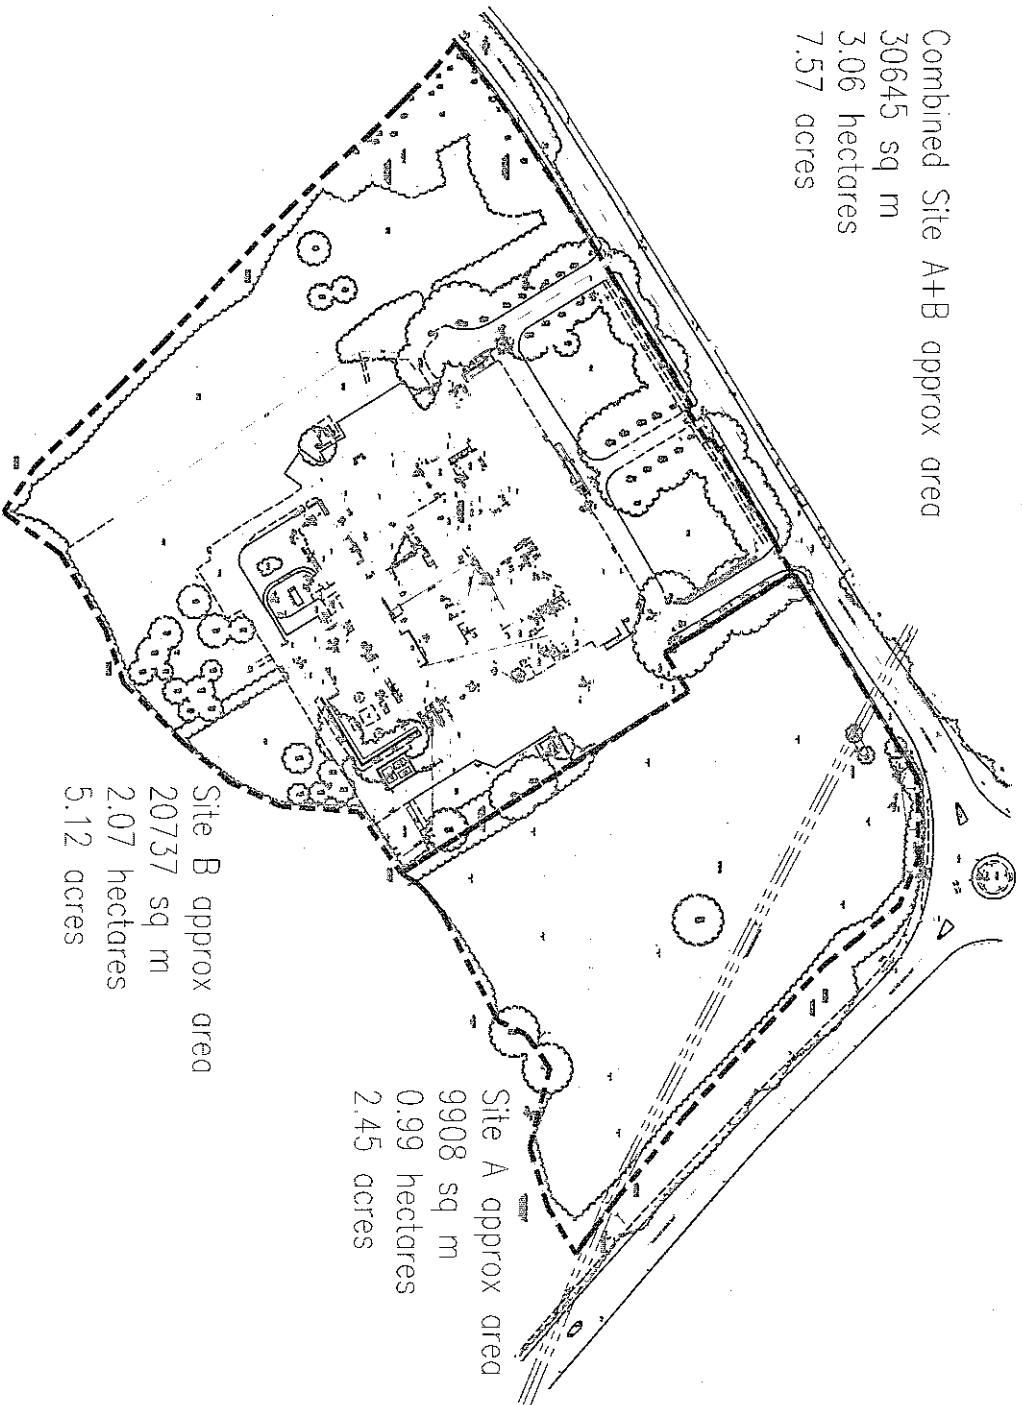 Combined Site A+B approx area
30645 sq m
3.06 hectares
7.57 acres
Site B approx area
20737 sq m
2.07 hectares
5.12 acres
Site A approx area
9908 sq m
0.99 hectares
2.45 acres